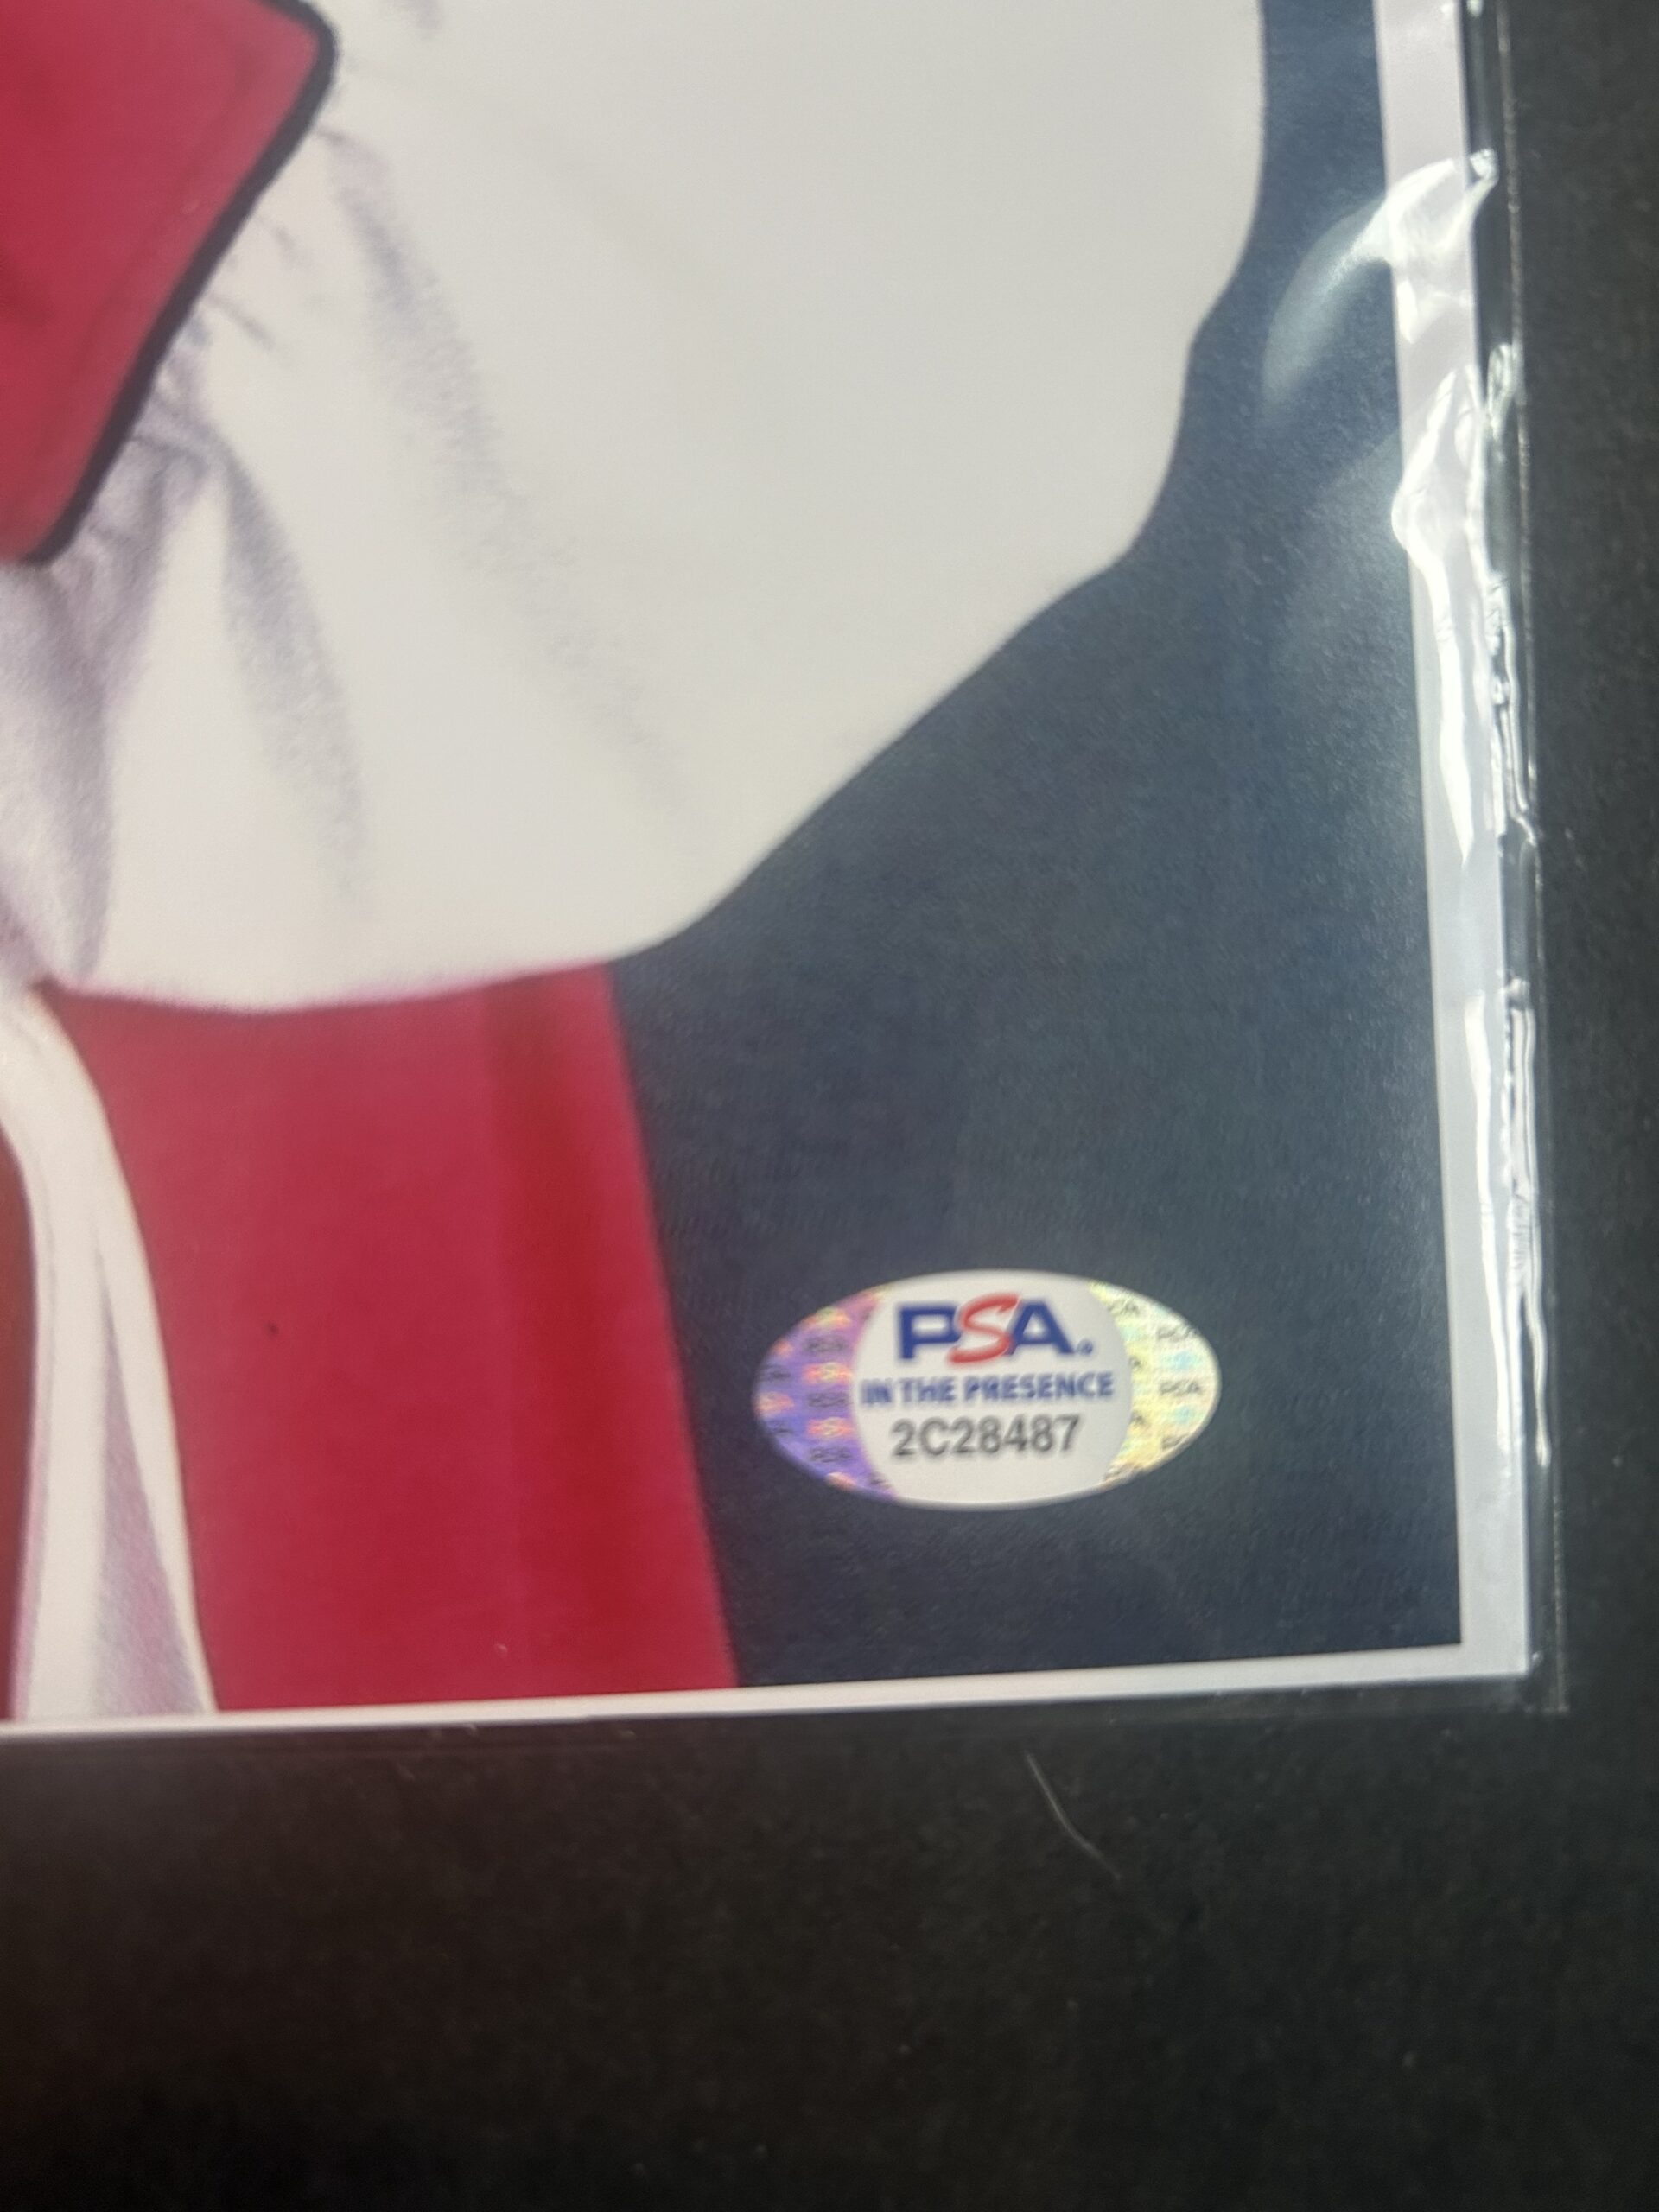 PSA.
IN THE PRESENCE
2C28487